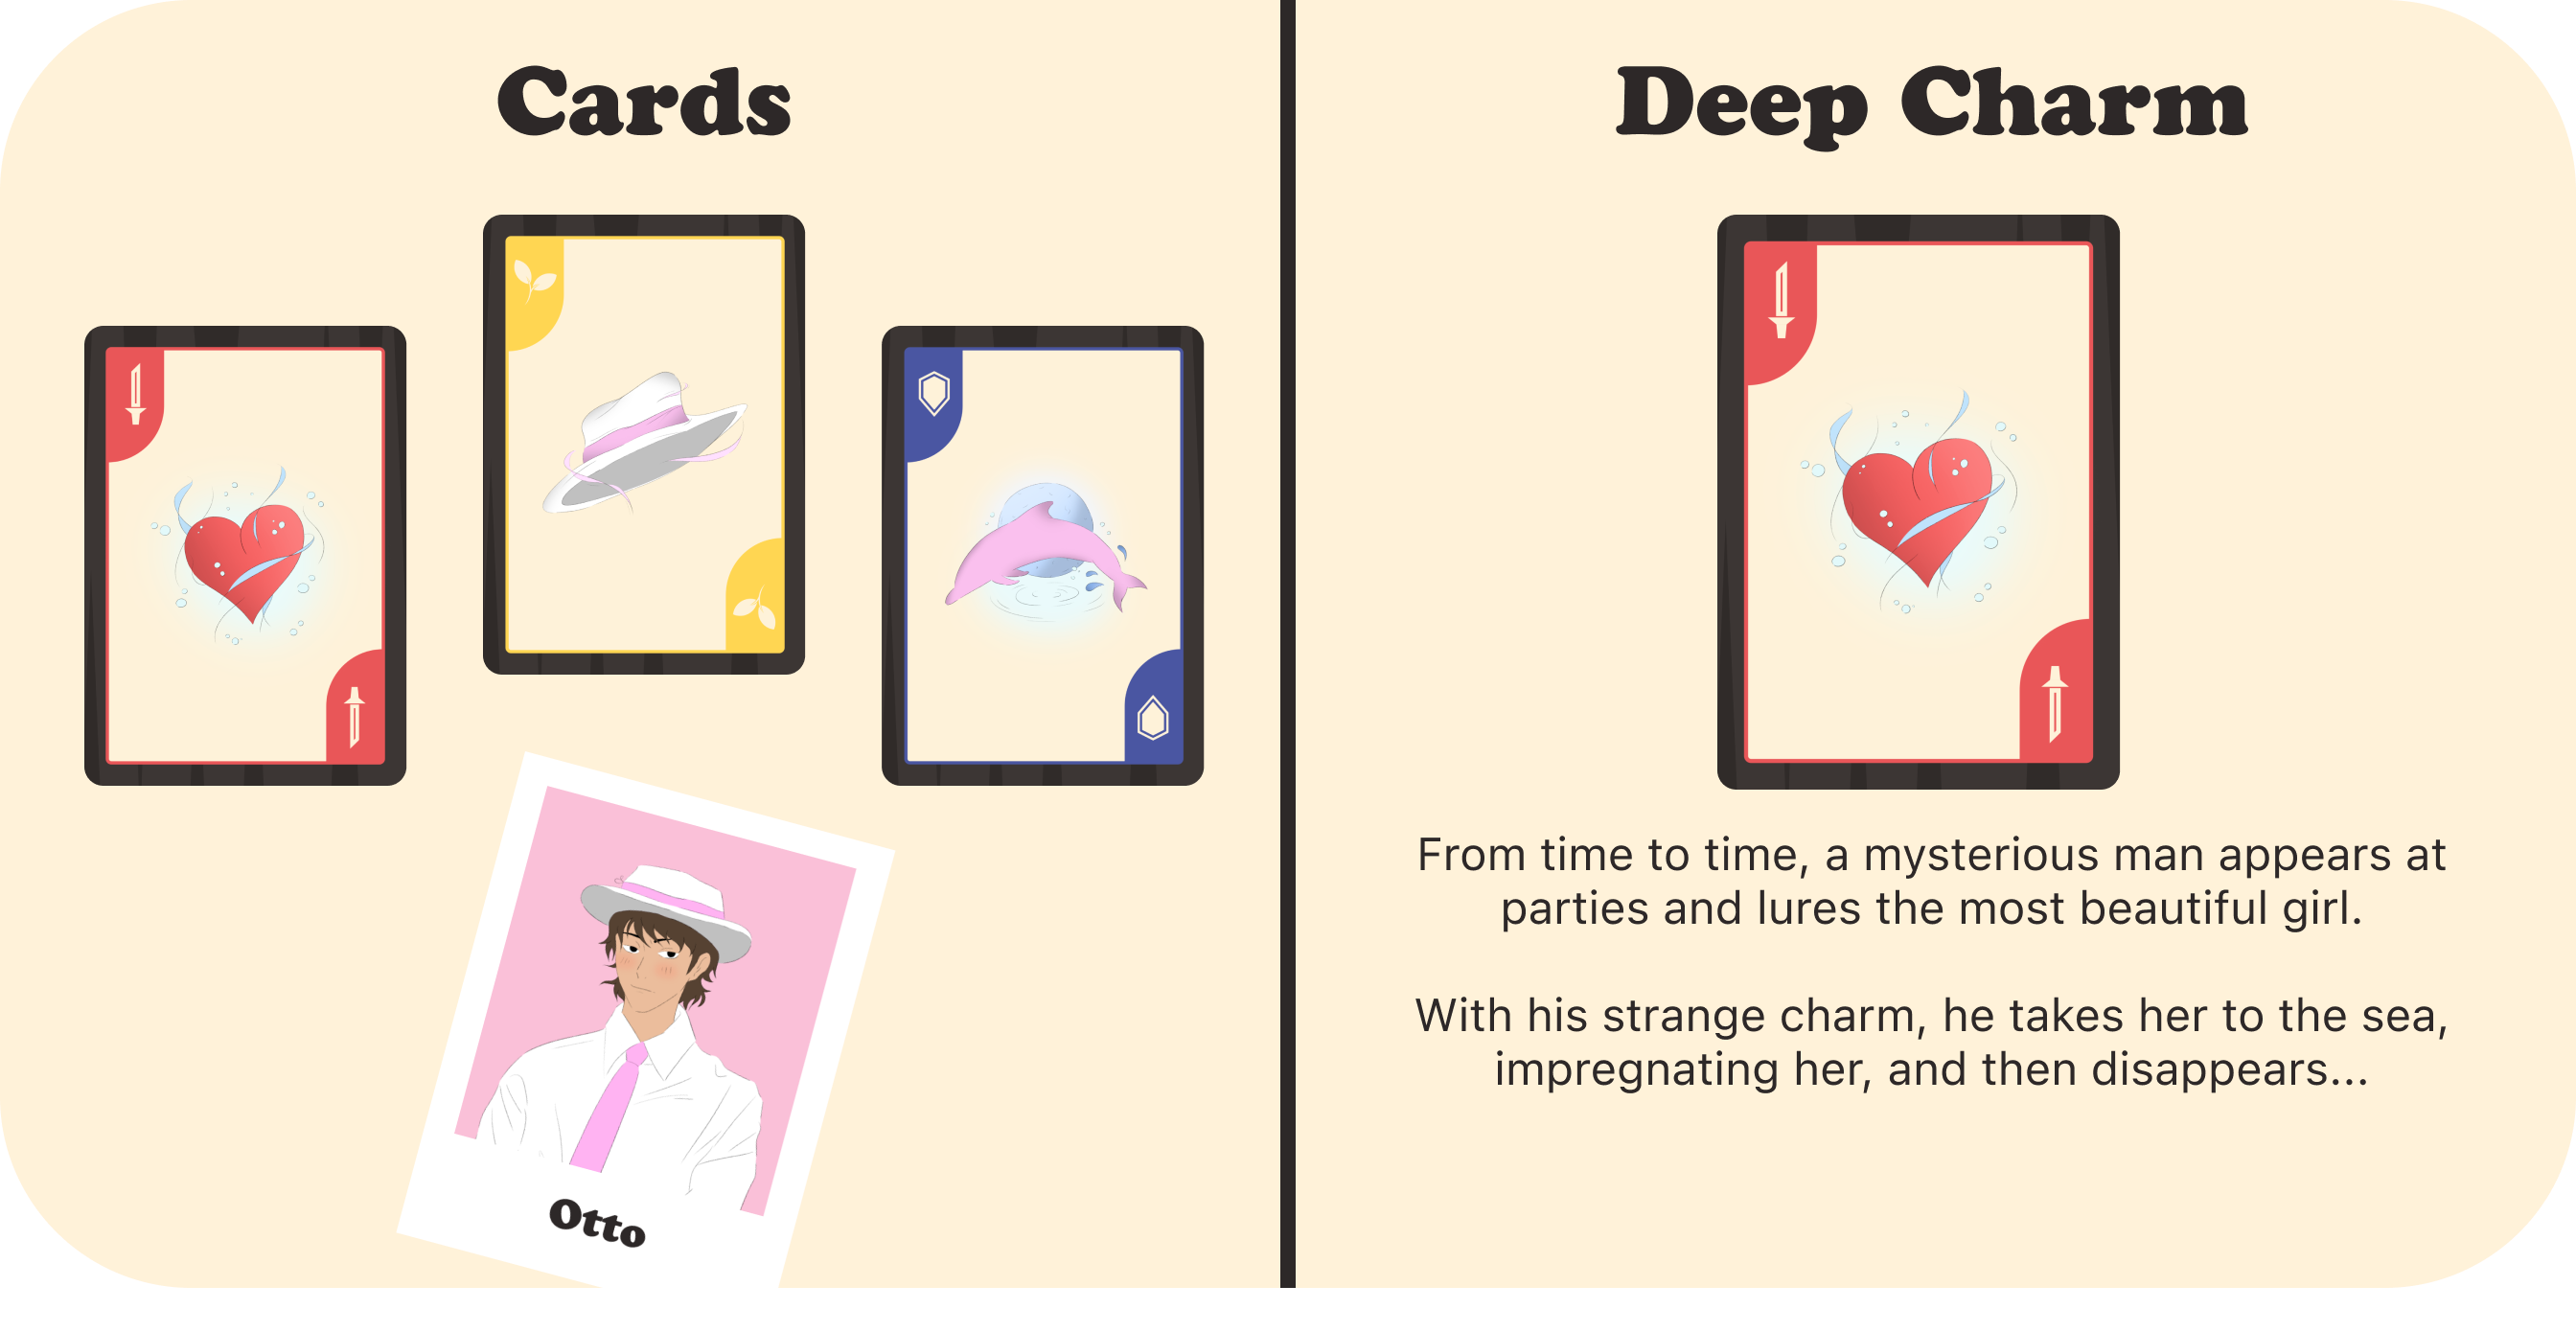 Cards
Otto
Deep Charm
From time to time, a mysterious man appears at
parties and lures the most beautiful girl.
With his strange charm, he takes her to the sea,
impregnating her, and then disappears...